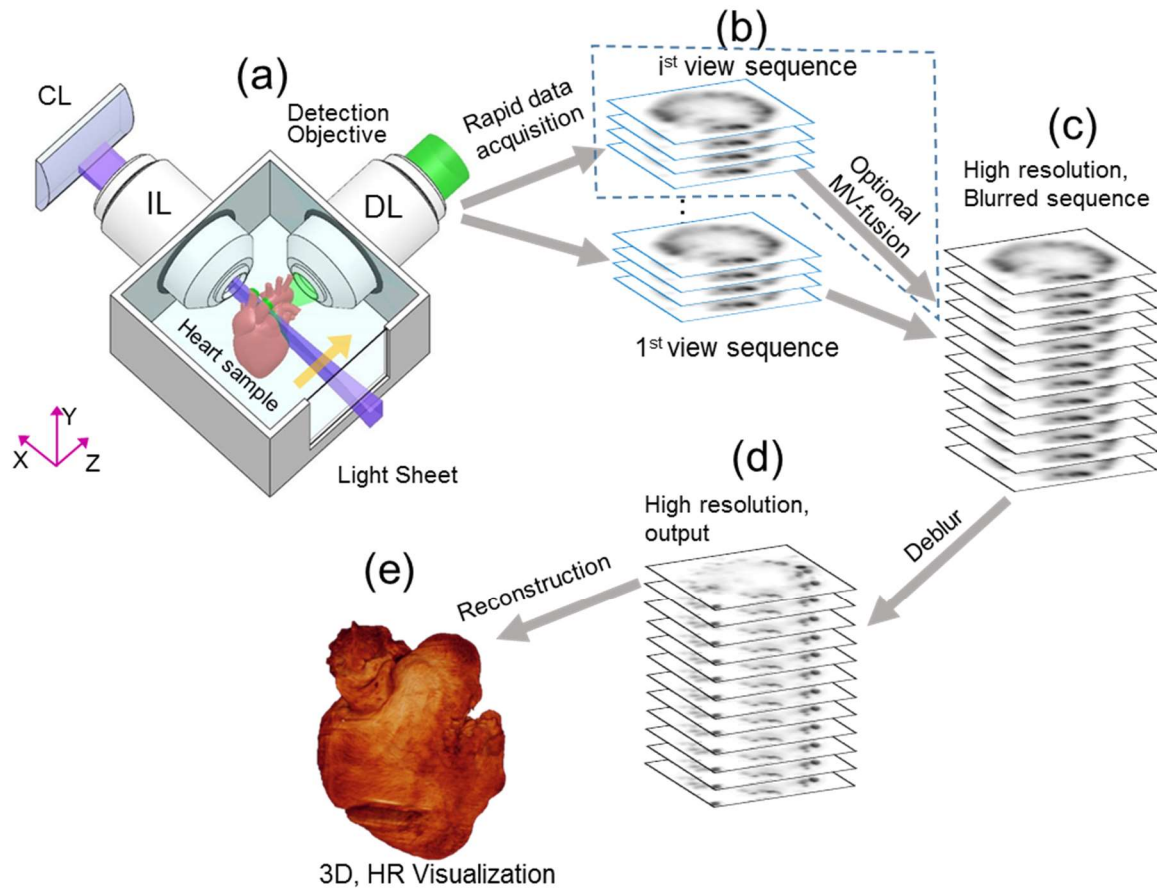 (a)
CL
IL
Detection
Objective
DL
Heart sample
Light Sheet
Y
X
Z
Rapid data
acquisition
(b)
iˢᵗ view sequence
⋮
1ˢᵗ view sequence
Optional
MV-fusion
(c)
High resolution,
Blurred sequence
Deblur
(d)
High resolution,
output
Reconstruction
(e)
3D, HR Visualization